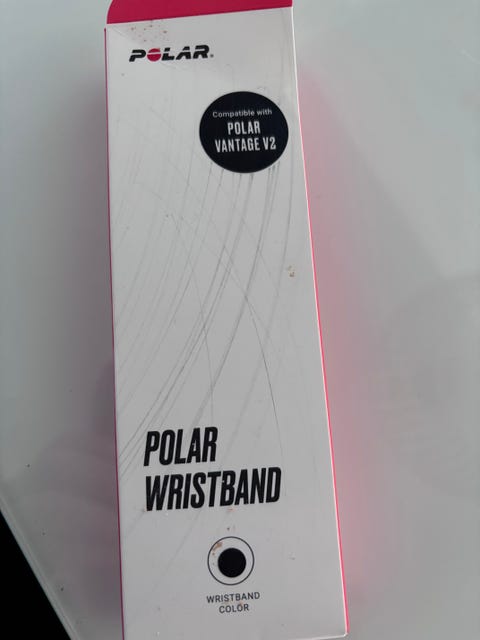 POLAR®
Compatible with
POLAR
VANTAGE V2
POLAR
WRISTBAND
WRISTBAND
COLOR